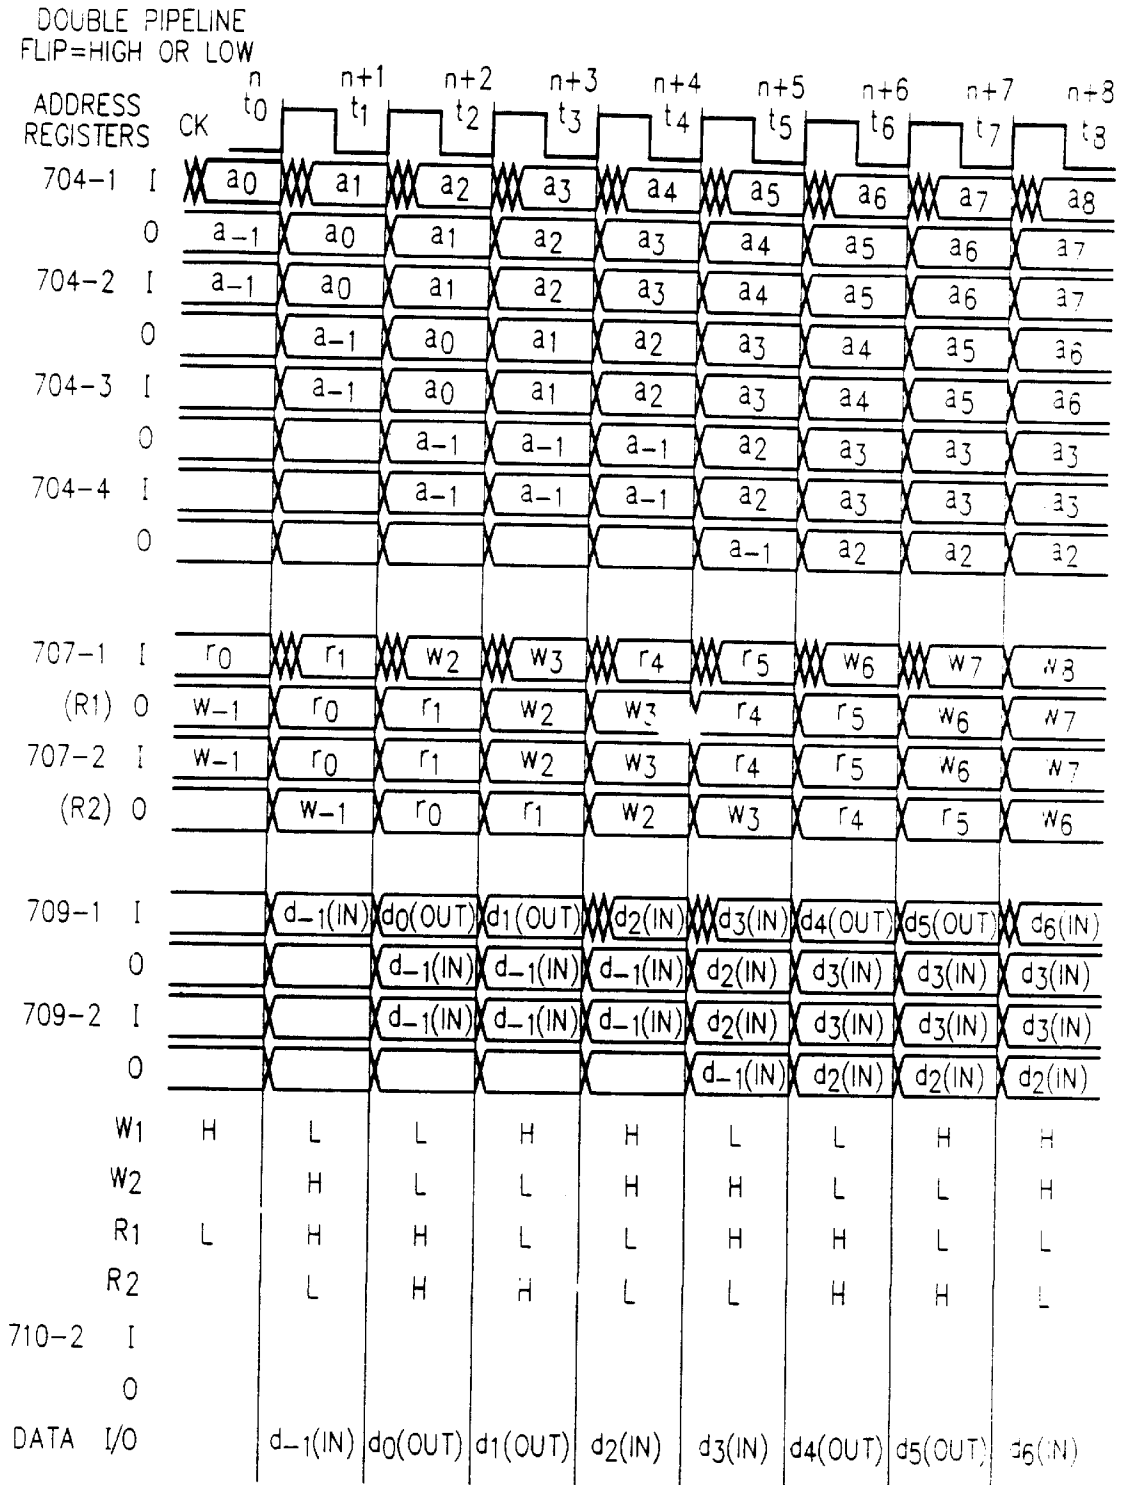 DOUBLE PIPELINE
FLIP=HIGH OR LOW
n n+1 n+2 n+3 n+4 n+5 n+6 n+7 n+8
ADDRESS REGISTERS CK t0 t1 t2 t3 t4 t5 t6 t7 t8
704-1 I a0 a1 a2 a3 a4 a5 a6 a7 a8
O a-1 a0 a1 a2 a3 a4 a5 a6 a7
704-2 I a-1 a0 a1 a2 a3 a4 a5 a6 a7
O a-1 a0 a1 a2 a3 a4 a5 a6
704-3 I a-1 a0 a1 a2 a3 a4 a5 a6
O a-1 a-1 a-1 a2 a3 a3 a3
704-4 I a-1 a-1 a-1 a2 a3 a3 a3
O a-1 a2 a2 a2
707-1 I r0 r1 w2 w3 r4 r5 w6 w7 w8
(R1) O w-1 r0 r1 w2 w3 r4 r5 w6 w7
707-2 I w-1 r0 r1 w2 w3 r4 r5 w6 w7
(R2) O w-1 r0 r1 w2 w3 r4 r5 w6
709-1 I d-1(IN) d0(OUT) d1(OUT) d2(IN) d3(IN) d4(OUT) d5(OUT) d6(IN)
O d-1(IN) d-1(IN) d-1(IN) d2(IN) d3(IN) d3(IN) d3(IN)
709-2 I d-1(IN) d-1(IN) d-1(IN) d2(IN) d3(IN) d3(IN) d3(IN)
O d-1(IN) d2(IN) d2(IN) d2(IN)
W1 H L L H H L L H H
W2 H L L H H L L H
R1 L H H L L H H L L
R2 L H H L L H H L
710-2 I
O
DATA I/O d-1(IN) d0(OUT) d1(OUT) d2(IN) d3(IN) d4(OUT) d5(OUT) d6(IN)